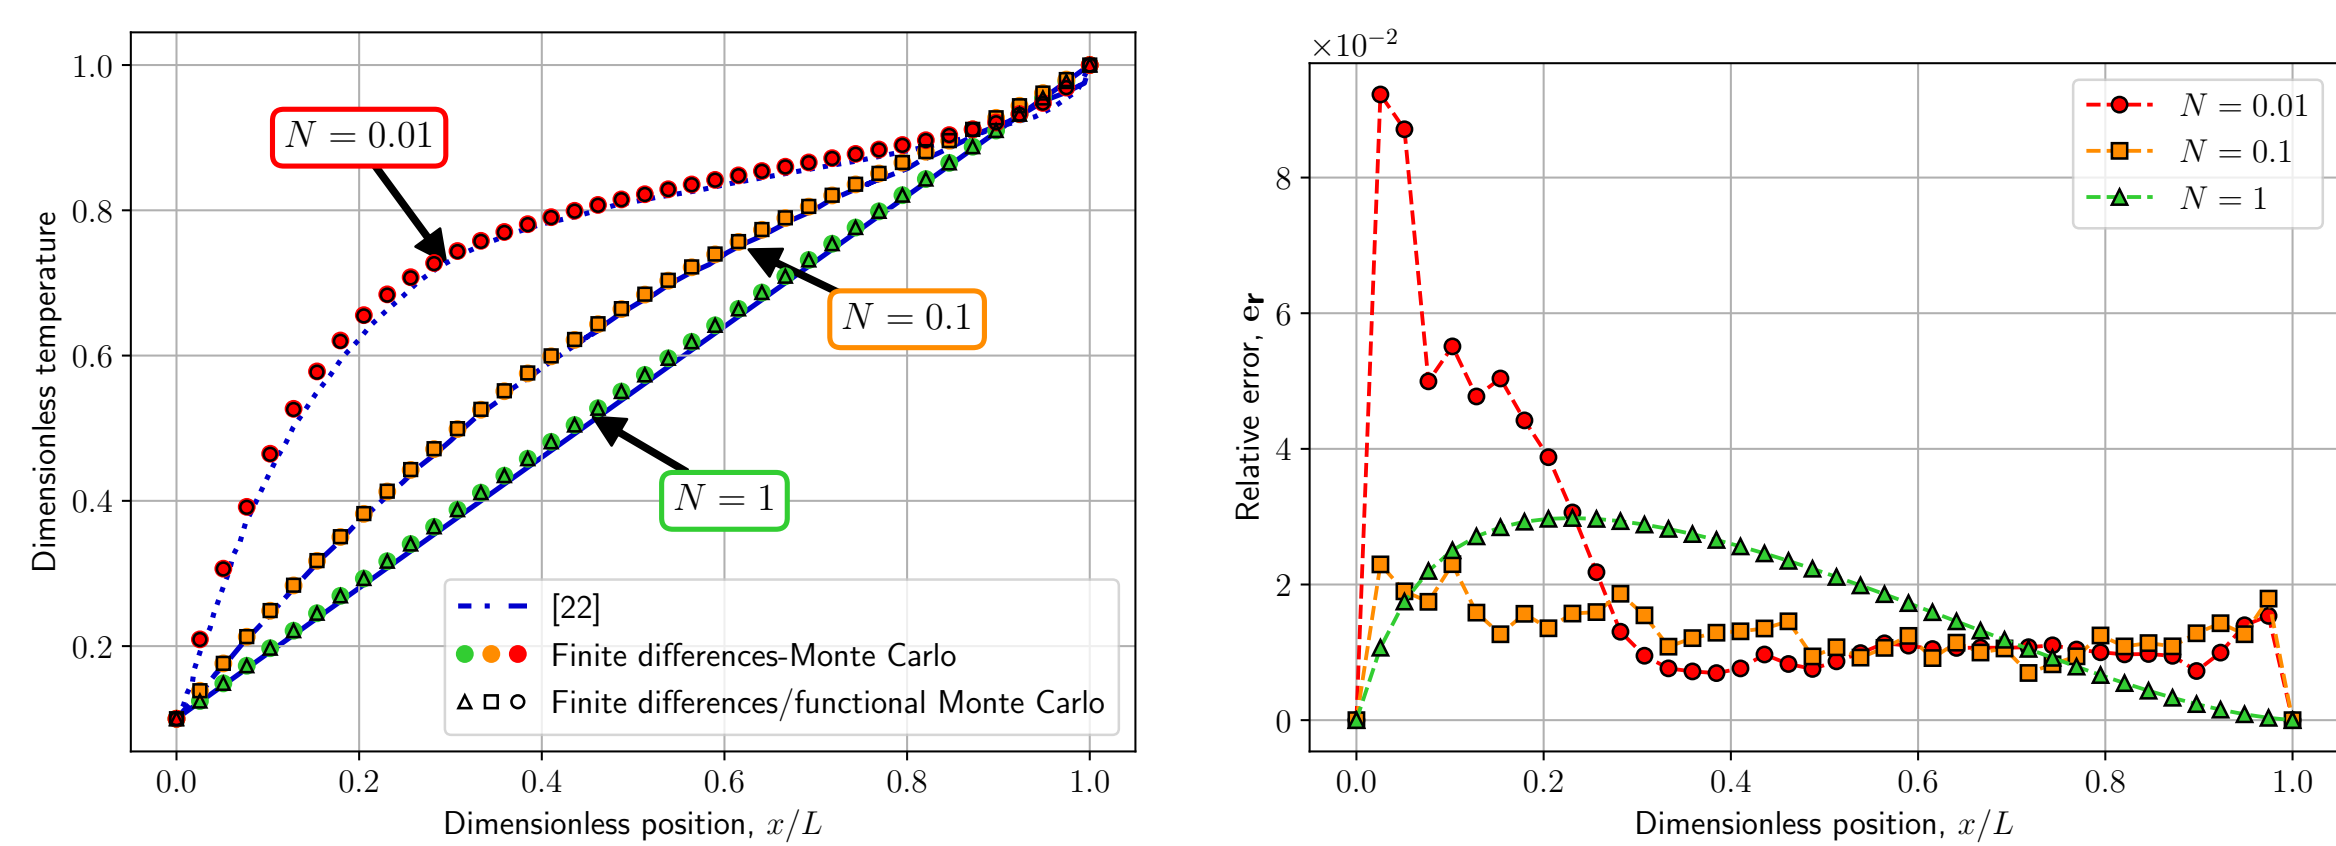 1.0
0.8
0.6
0.4
0.2
0.0
0.2
0.4
0.6
0.8
1.0
Dimensionless temperature
Dimensionless position, x/L
N = 0.01
N = 0.1
N = 1
[22]
Finite differences-Monte Carlo
Finite differences/functional Monte Carlo
×10⁻²
8
6
4
2
0
0.0
0.2
0.4
0.6
0.8
1.0
Relative error, eᵣ
Dimensionless position, x/L
N = 0.01
N = 0.1
N = 1